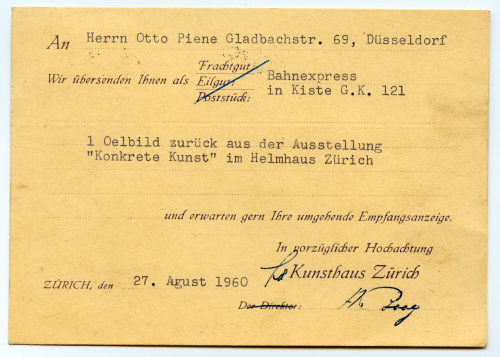 An Herrn Otto Piene Gladbachstr. 69, Düsseldorf
Frachtgut:
Wir übersenden Ihnen als Eilgut: Bahnexpress
Poststück: in Kiste G.K. 121
1 Oelbild zurück aus der Ausstellung
"Konkrete Kunst" im Helmhaus Zürich
und erwarten gern Ihre umgehende Empfangsanzeige.
In vorzüglicher Hochachtung
Kunsthaus Zürich
ZÜRICH, den 27. Agust 1960
Der Direktor: